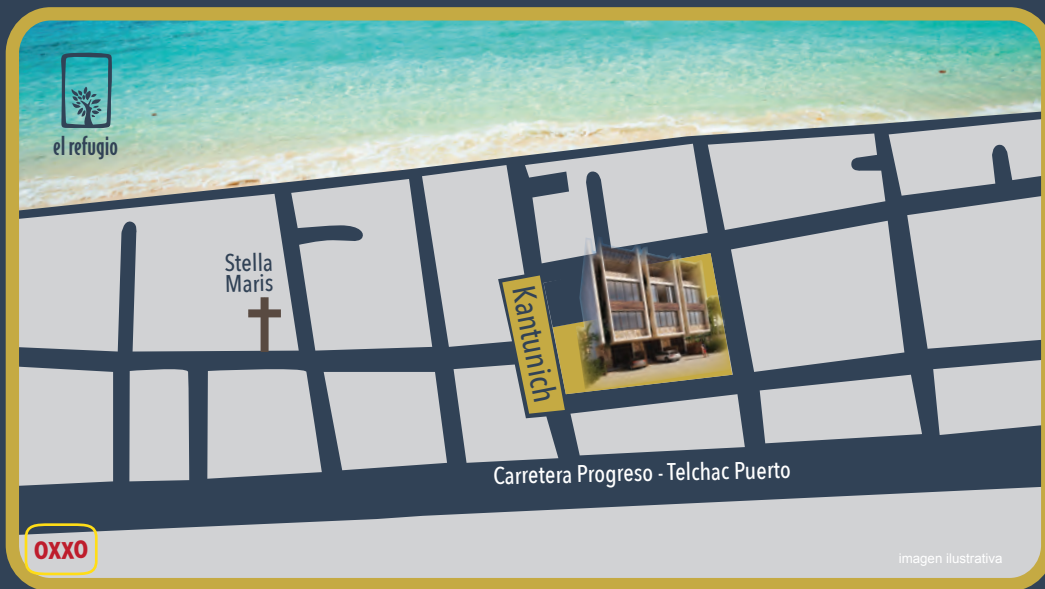 el refugio
Stella
Maris
Kantunich
Carretera Progreso - Telchac Puerto
OXXO
imagen ilustrativa